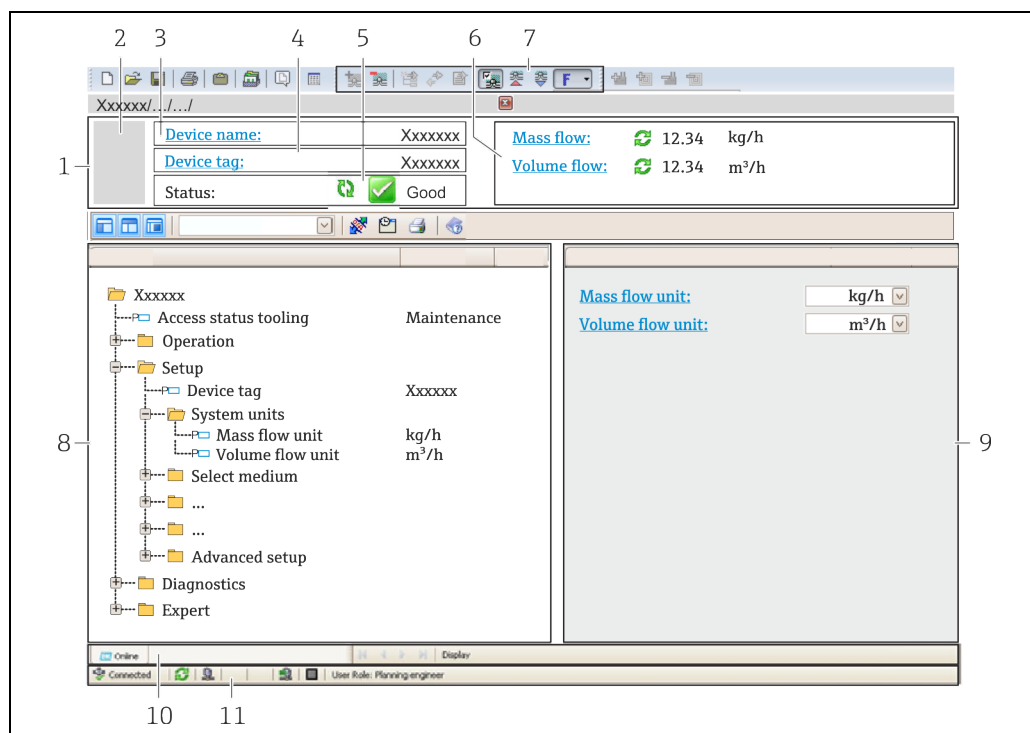 2 3 4 5 6 7
F
Xxxxxx/.../.../
1
Device name: Xxxxxxx
Device tag: Xxxxxxx
Status: Good
Mass flow: 12.34 kg/h
Volume flow: 12.34 m³/h
Xxxxxx
Access status tooling Maintenance
Operation
Setup
Device tag Xxxxxx
System units
Mass flow unit kg/h
Volume flow unit m³/h
Select medium
...
...
Advanced setup
Diagnostics
Expert
8
Mass flow unit: kg/h
Volume flow unit: m³/h
9
Online Display
Connected User Role: Planning engineer
10 11